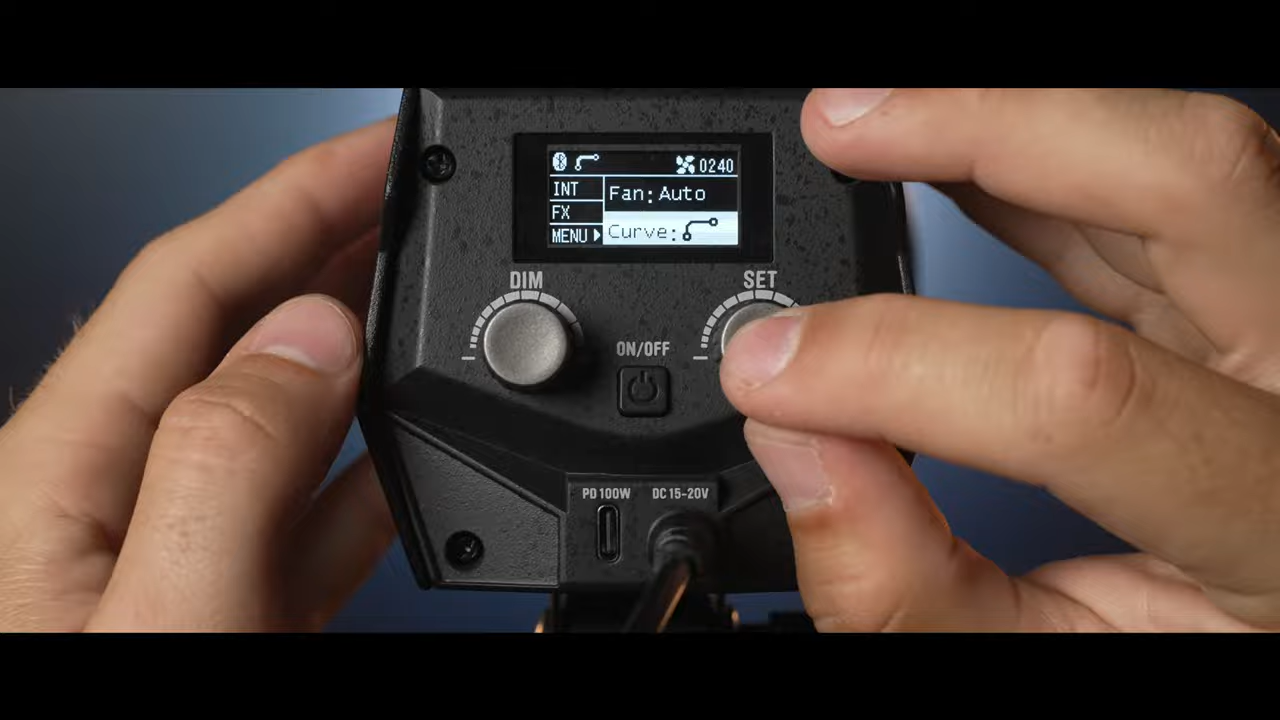 0240
INT
Fan:Auto
FX
MENU
Curve:
DIM
SET
ON/OFF
PD 100W
DC 15-20V